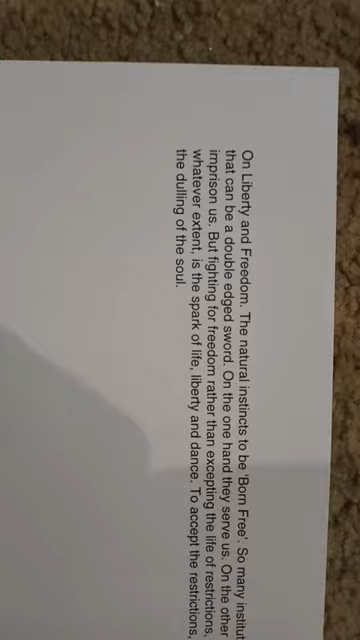 On Liberty and Freedom. The natural instincts to be 'Born Free'. So many institut
that can be a double edged sword. On the one hand they serve us. On the other
imprison us. But fighting for freedom rather than excepting the life of restrictions,
whatever extent, is the spark of life, liberty and dance. To accept the restrictions,
the dulling of the soul.